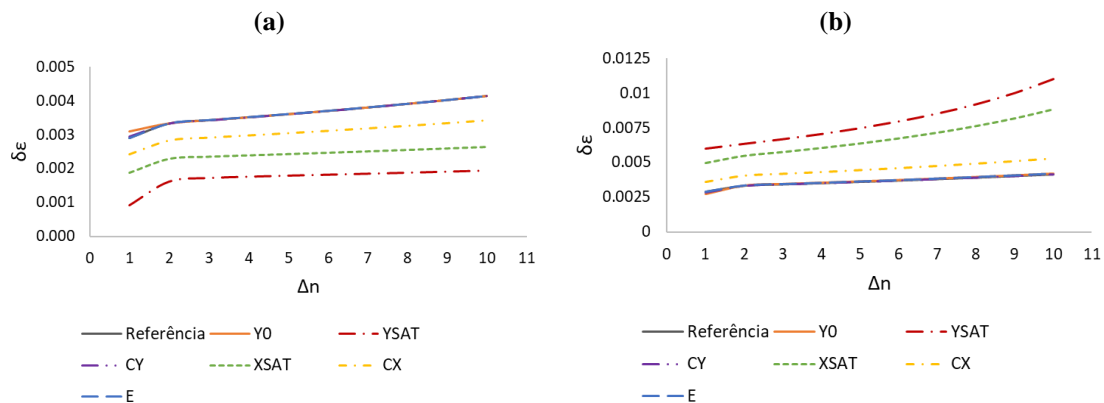 (a)
0.005
0.004
0.003
0.002
0.001
0.000
δε
0 1 2 3 4 5 6 7 8 9 10 11
Δn
Referência Y0 YSAT
CY XSAT CX
E
(b)
0.0125
0.01
0.0075
0.005
0.0025
0
δε
0 1 2 3 4 5 6 7 8 9 10 11
Δn
Referência Y0 YSAT
CY XSAT CX
E